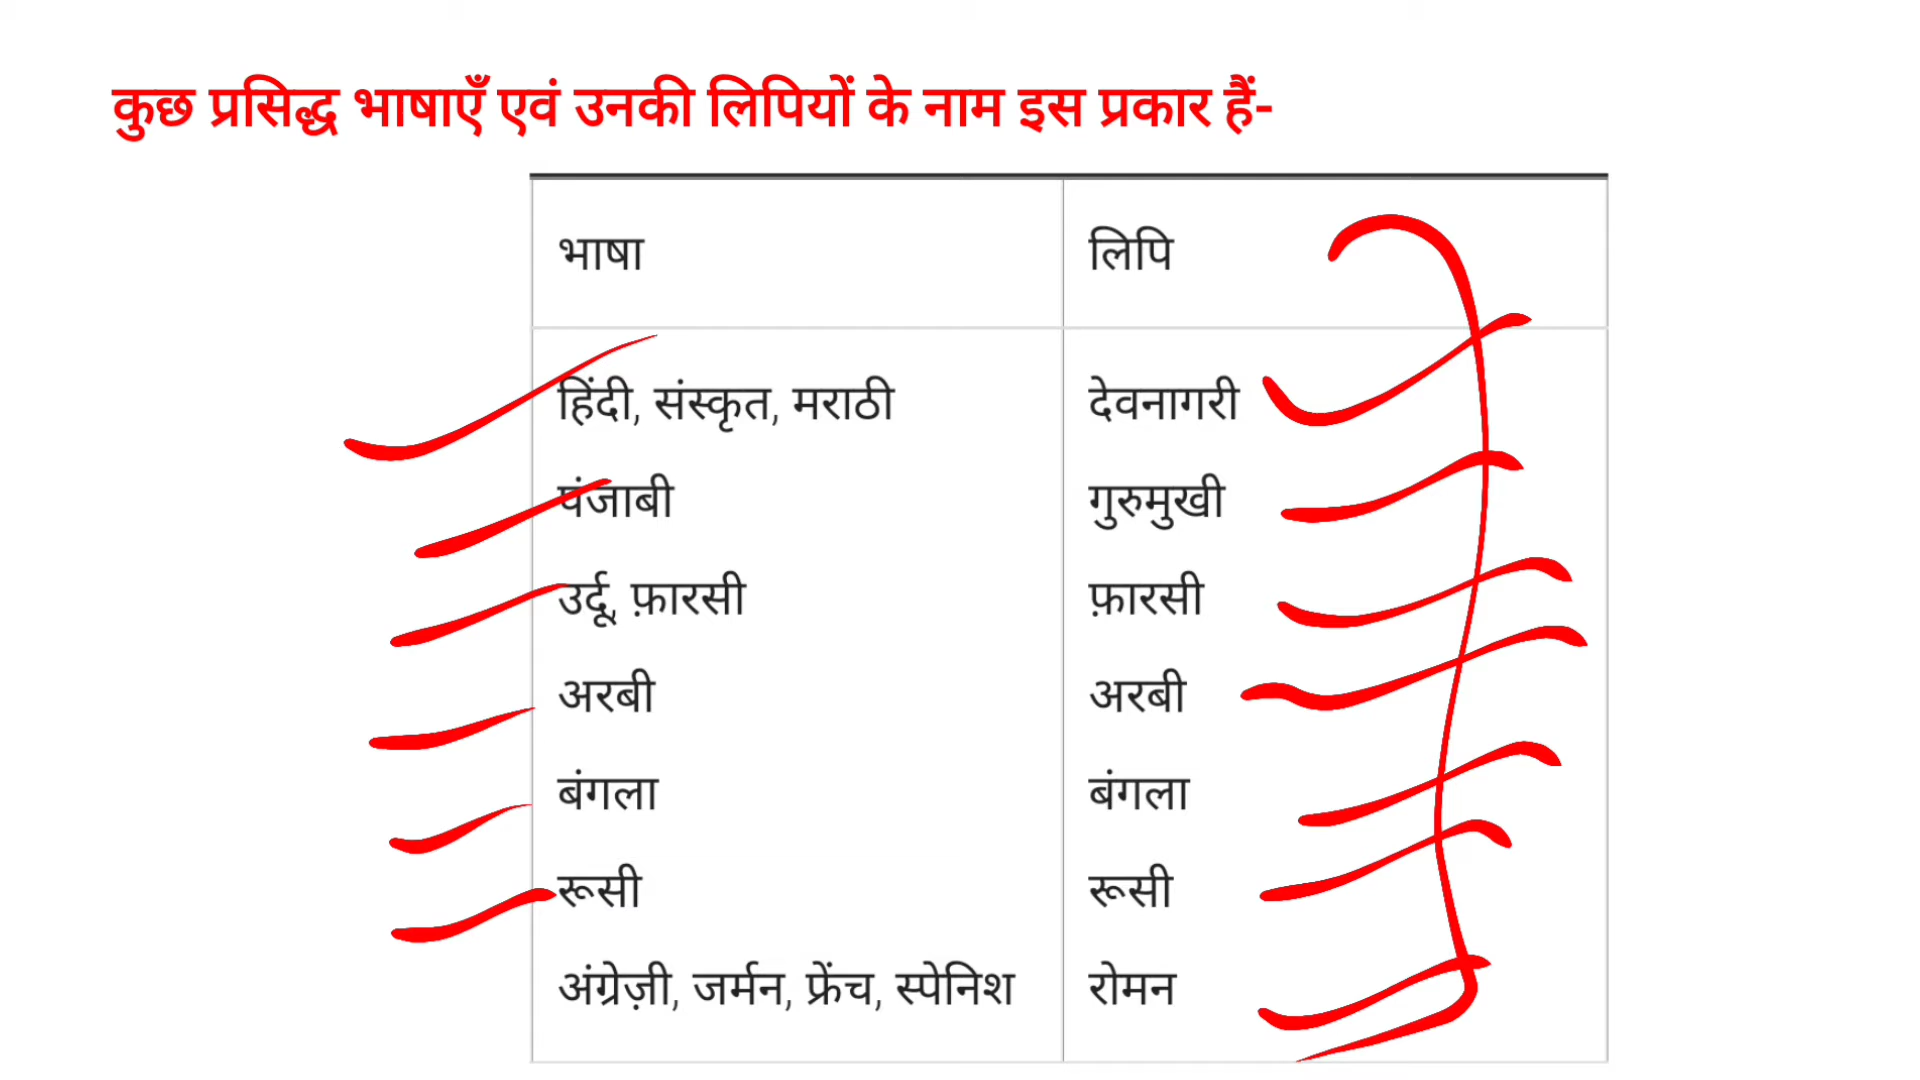 कुछ प्रसिद्ध भाषाएँ एवं उनकी लिपियों के नाम इस प्रकार हैं-
भाषा लिपि
हिंदी, संस्कृत, मराठी देवनागरी
पंजाबी गुरुमुखी
उर्दू, फ़ारसी फ़ारसी
अरबी अरबी
बंगला बंगला
रूसी रूसी
अंग्रेज़ी, जर्मन, फ्रेंच, स्पेनिश रोमन